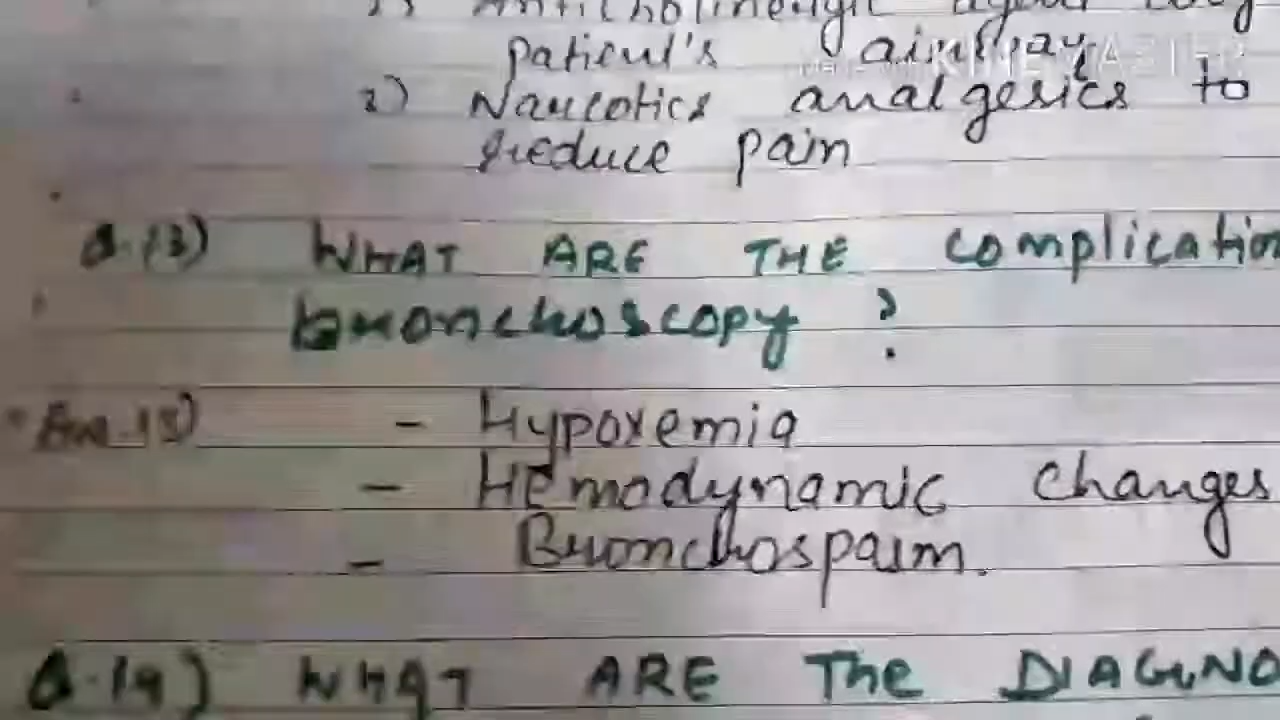 patient's airway
2) Narcotics analgesics to
reduce pain
Q.13) WHAT ARE THE complication
bronchoscopy ?
Ans.13) - Hypoxemia
- Hemodynamic changes
- Bronchospasm.
Q.14) WHAT ARE The DIAGNO